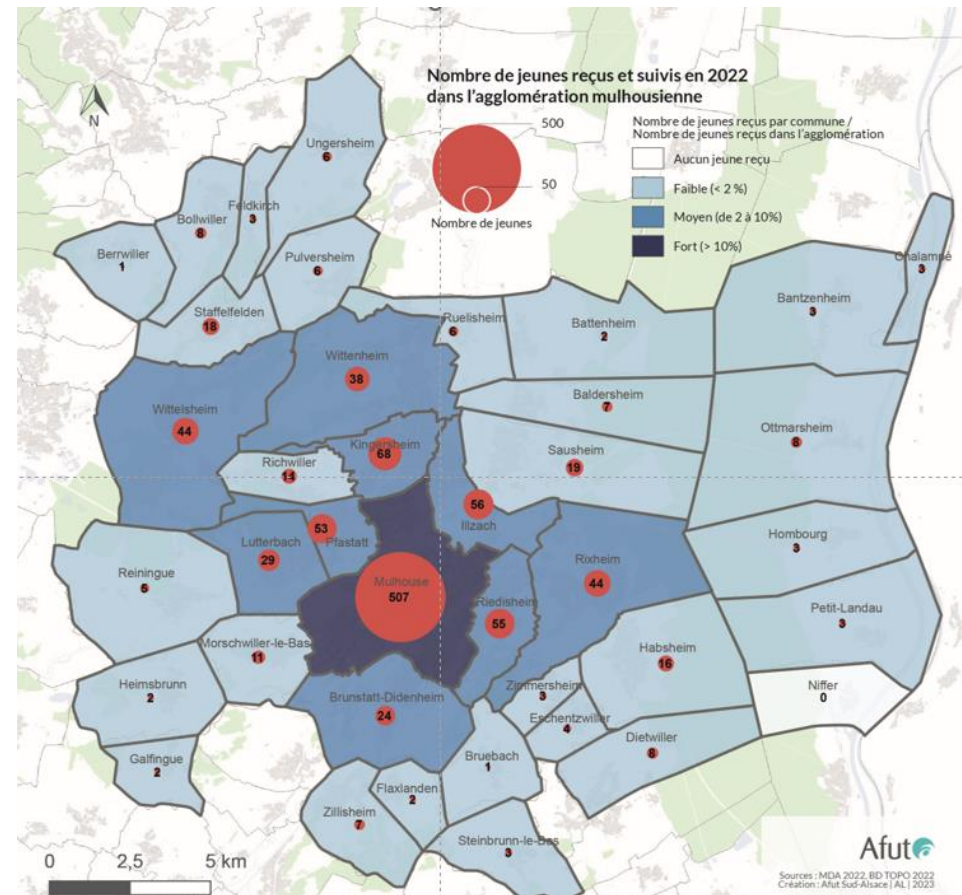 Nombre de jeunes reçus et suivis en 2022
dans l'agglomération mulhousienne
500
50
Nombre de jeunes
Nombre de jeunes reçus par commune /
Nombre de jeunes reçus dans l'agglomération
Aucun jeune reçu
Faible (< 2 %)
Moyen (de 2 à 10%)
Fort (> 10%)
N
Ungersheim
6
Feldkirch
3
Bollwiller
8
Berrwiller
1
Pulversheim
6
Staffelfelden
18
Chalampé
3
Bantzenheim
3
Ruelisheim
6
Battenheim
2
Wittenheim
38
Wittelsheim
44
Baldersheim
7
Ottmarsheim
8
Kingersheim
68
Sausheim
19
Richwiller
11
56
Illzach
53
Pfastatt
Lutterbach
29
Hombourg
3
Rixheim
44
Reiningue
5
Mulhouse
507
Riedisheim
55
Petit-Landau
3
Morschwiller-le-Bas
11
Habsheim
16
Heimsbrunn
2
Zimmersheim
3
Niffer
0
Brunstatt-Didenheim
24
Eschentzwiller
4
Dietwiller
8
Galfingue
2
Bruebach
1
Flaxlanden
2
Zillisheim
7
Steinbrunn-le-Bas
3
0 2,5 5 km
Afut
Sources : MDA 2022, BD TOPO 2022
Création : Afut Sud-Alsace | AL | 2023